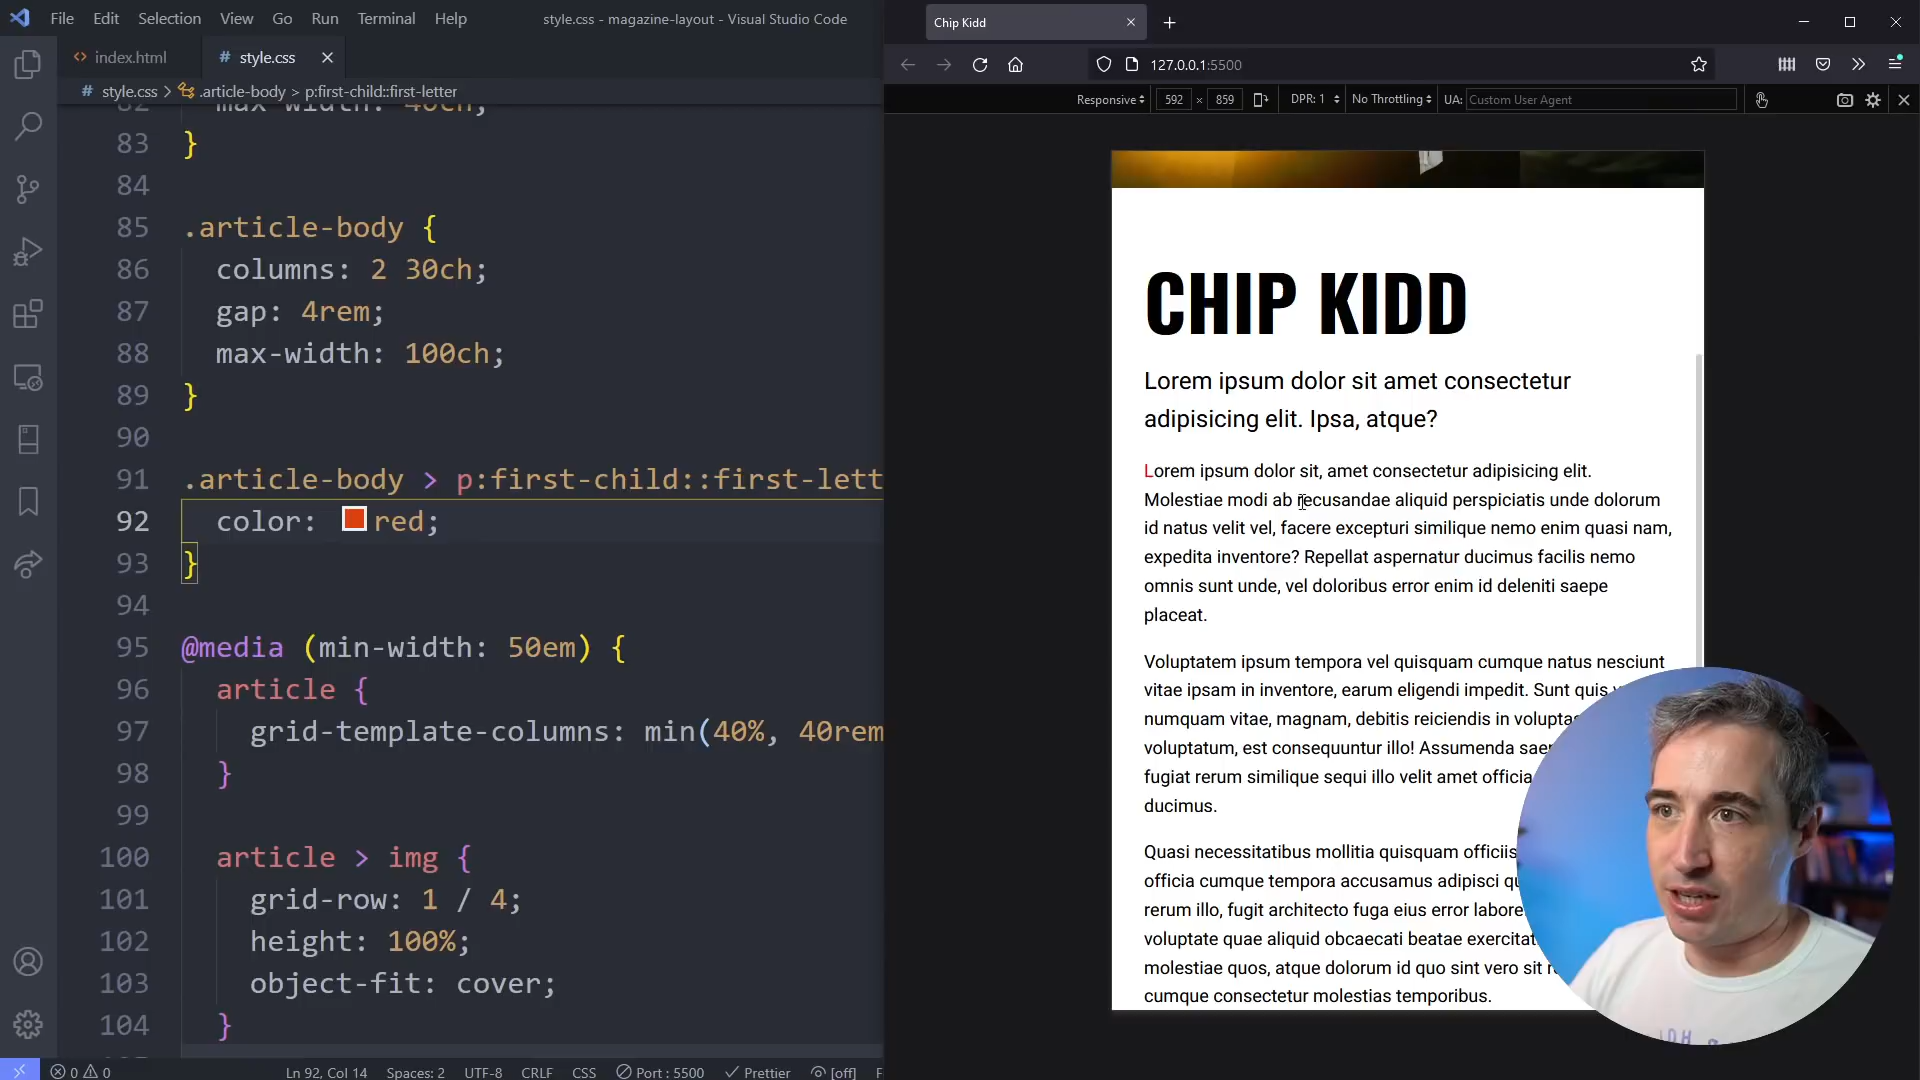 File Edit Selection View Go Run Terminal Help
style.css - magazine-layout - Visual Studio Code
index.html
# style.css
# style.css > .article-body > p:first-child::first-letter
82 max-width: 40ch;
83 }
84
85 .article-body {
86 columns: 2 30ch;
87 gap: 4rem;
88 max-width: 100ch;
89 }
90
91 .article-body > p:first-child::first-lett
92 color: red;
93 }
94
95 @media (min-width: 50em) {
96 article {
97 grid-template-columns: min(40%, 40rem
98 }
99
100 article > img {
101 grid-row: 1 / 4;
102 height: 100%;
103 object-fit: cover;
104 }
0 0 Ln 92, Col 14 Spaces: 2 UTF-8 CRLF CSS Port : 5500 Prettier [off]
Chip Kidd
127.0.0.1:5500
Responsive 592 × 859 DPR: 1 No Throttling UA: Custom User Agent
CHIP KIDD
Lorem ipsum dolor sit amet consectetur
adipisicing elit. Ipsa, atque?
Lorem ipsum dolor sit, amet consectetur adipisicing elit.
Molestiae modi ab recusandae aliquid perspiciatis unde dolorum
id natus velit vel, facere excepturi similique nemo enim quasi nam,
expedita inventore? Repellat aspernatur ducimus facilis nemo
omnis sunt unde, vel doloribus error enim id deleniti saepe
placeat.
Voluptatem ipsum tempora vel quisquam cumque natus nesciunt
vitae ipsam in inventore, earum eligendi impedit. Sunt quis
numquam vitae, magnam, debitis reiciendis in
voluptatum, est consequuntur illo! Assumenda
fugiat rerum similique sequi illo velit amet officia
ducimus.
Quasi necessitatibus mollitia quisquam officiis
officia cumque tempora accusamus adipisci
rerum illo, fugit architecto fuga eius error
voluptate quae aliquid obcaecati beatae
molestiae quos, atque dolorum id quo sint vero sit
cumque consectetur molestias temporibus.